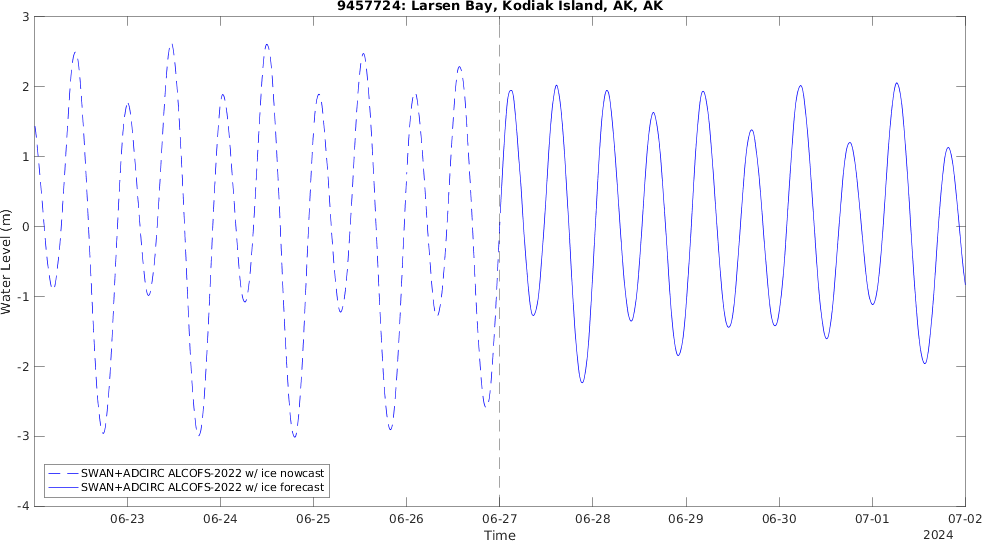 9457724: Larsen Bay, Kodiak Island, AK, AK
3
2
1
0
-1
-2
-3
-4
Water Level (m)
SWAN+ADCIRC ALCOFS-2022 w/ ice nowcast
SWAN+ADCIRC ALCOFS-2022 w/ ice forecast
06-23 06-24 06-25 06-26 06-27 06-28 06-29 06-30 07-01 07-02
Time
2024